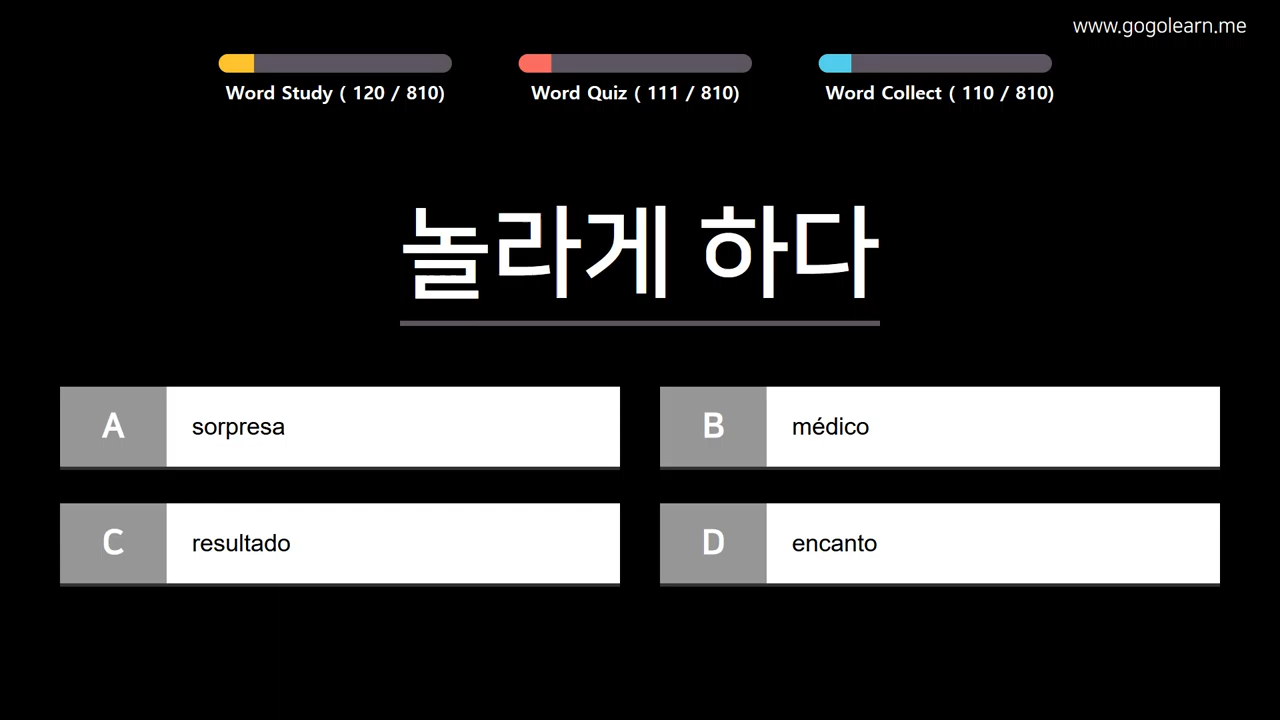 www.gogolearn.me
Word Study ( 120 / 810)
Word Quiz ( 111 / 810)
Word Collect ( 110 / 810)
놀라게 하다
A sorpresa
B médico
C resultado
D encanto